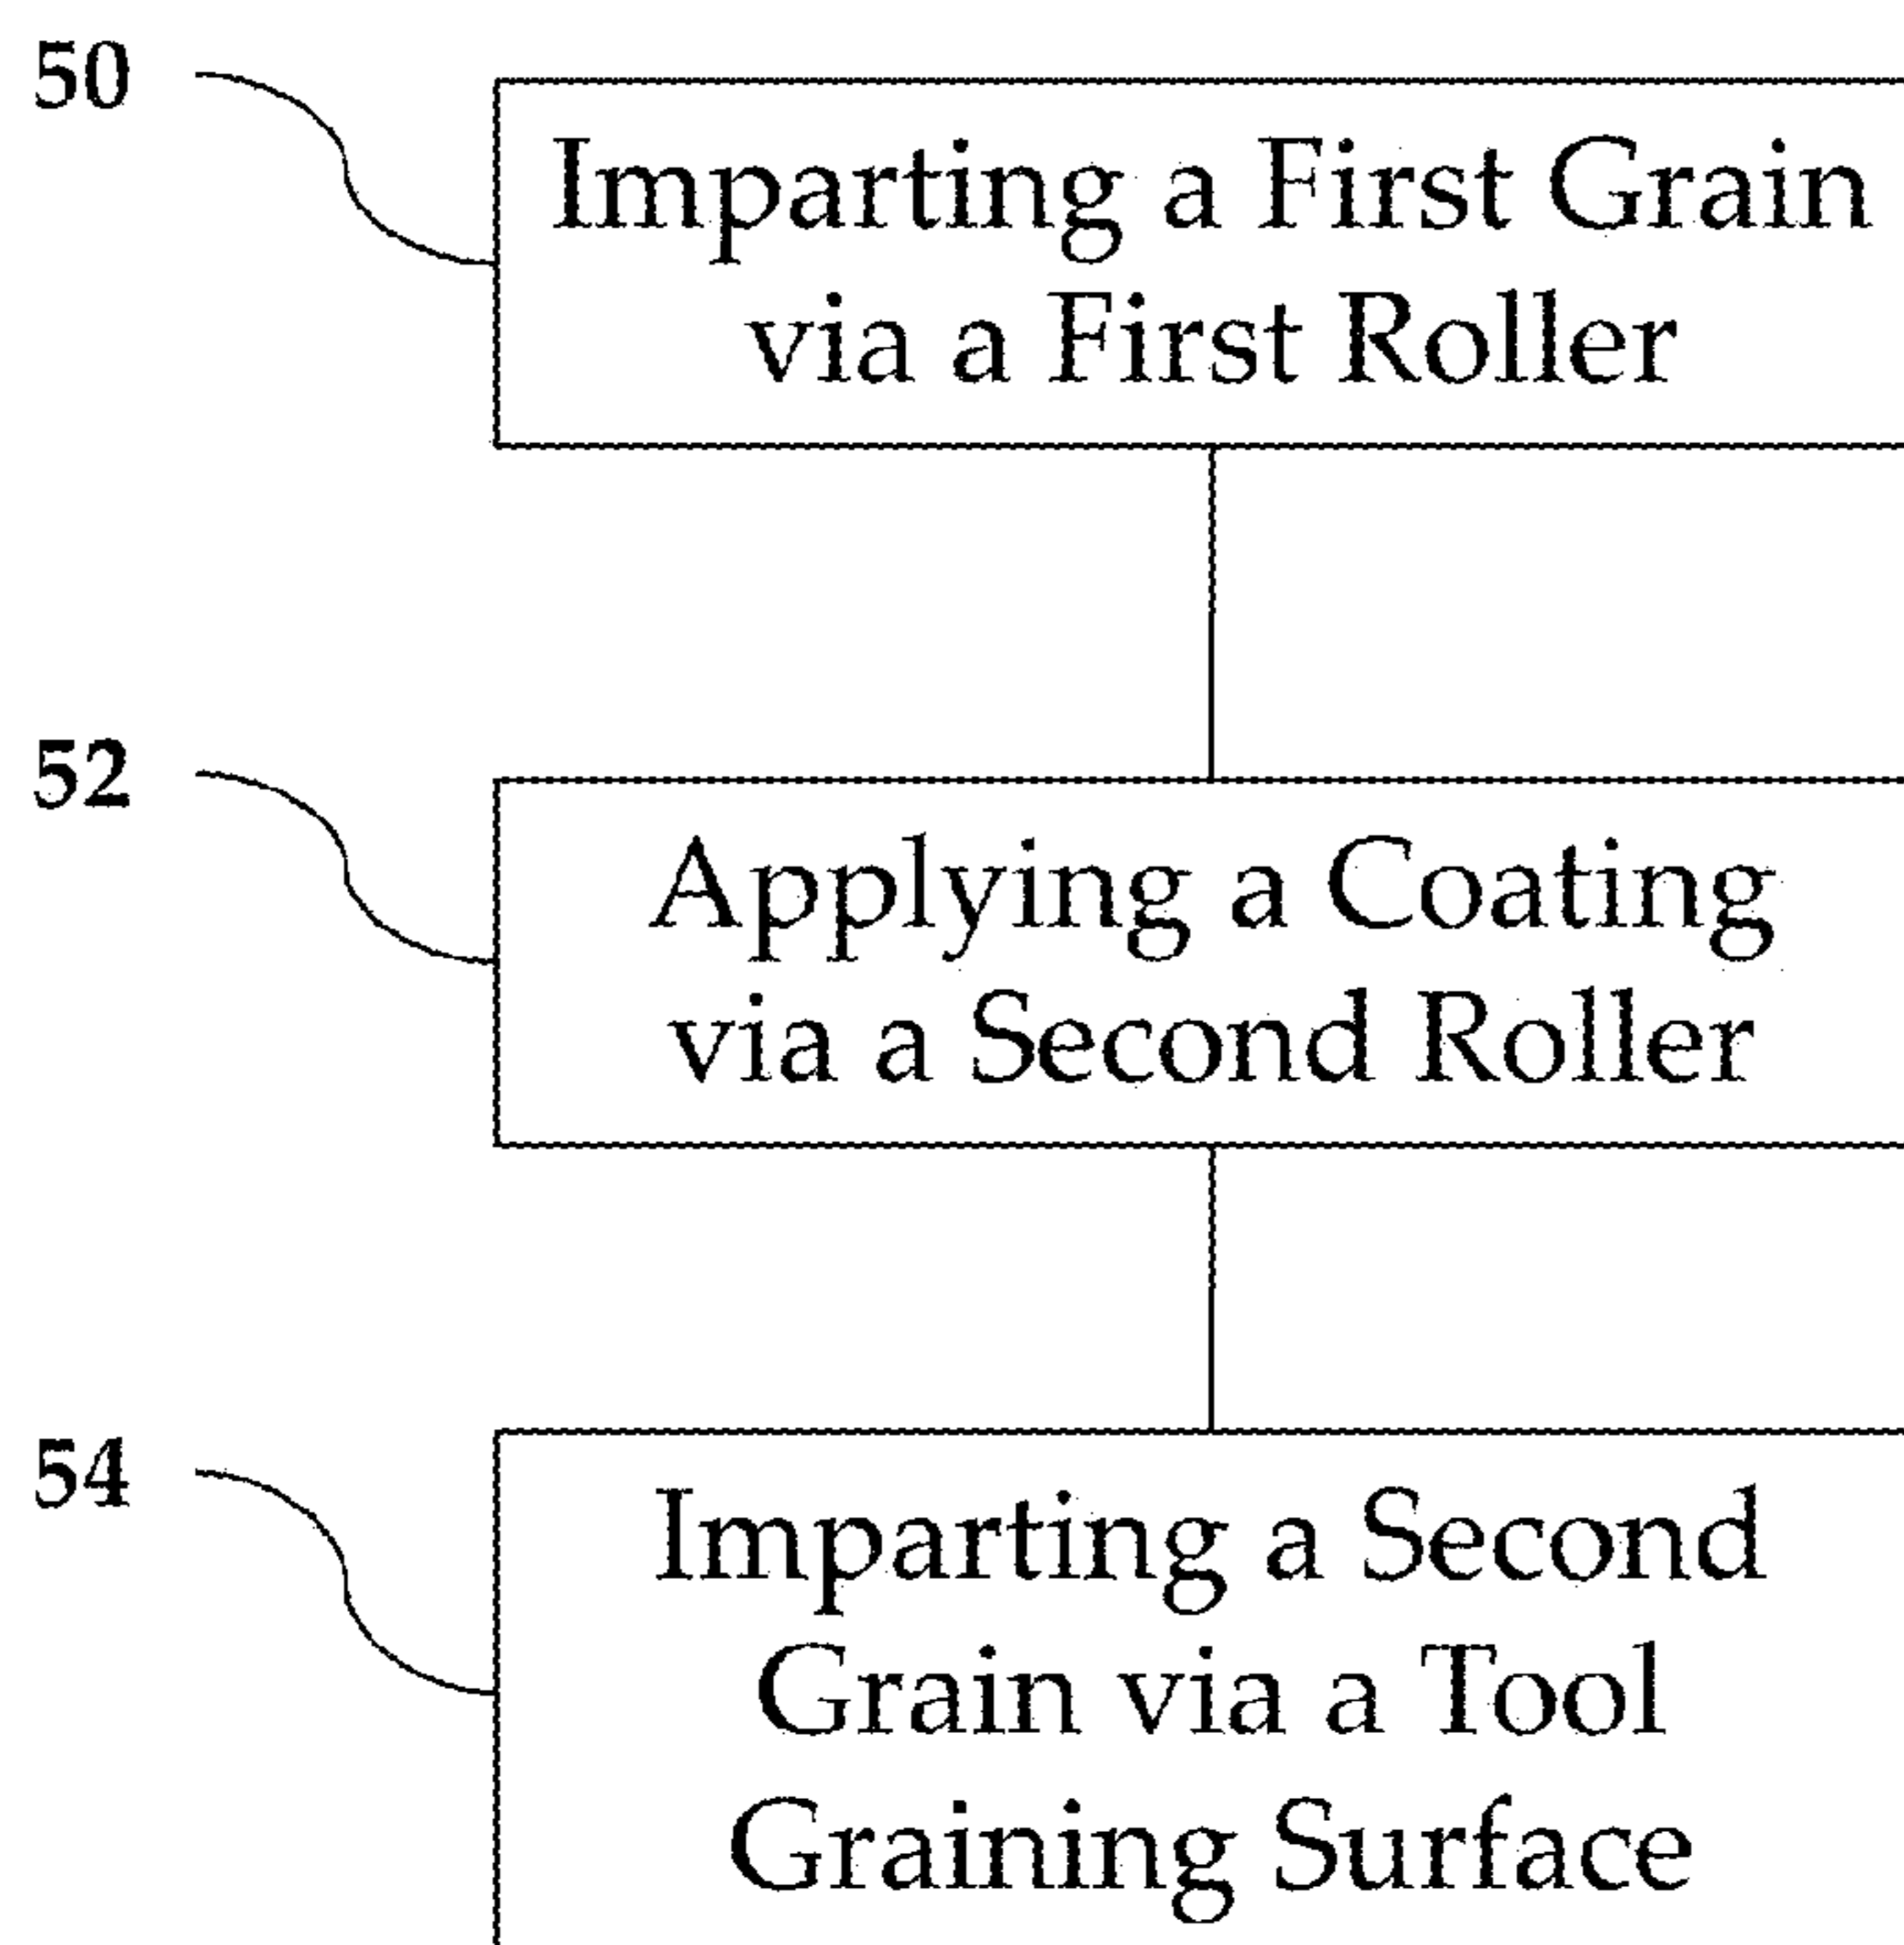 50
Imparting a First Grain
via a First Roller
52
Applying a Coating
via a Second Roller
54
Imparting a Second
Grain via a Tool
Graining Surface